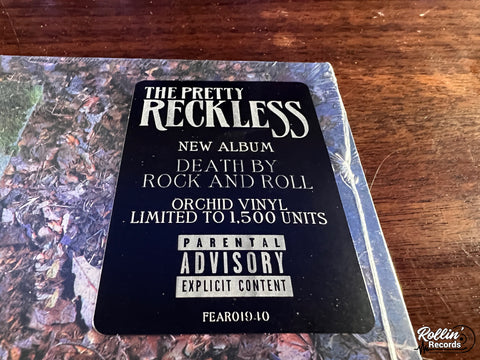 THE PRETTY
RECKLESS
NEW ALBUM
DEATH BY
ROCK AND ROLL
ORCHID VINYL
LIMITED TO 1,500 UNITS
PARENTAL
ADVISORY
EXPLICIT CONTENT
FEAR01940
Rollin'
Records